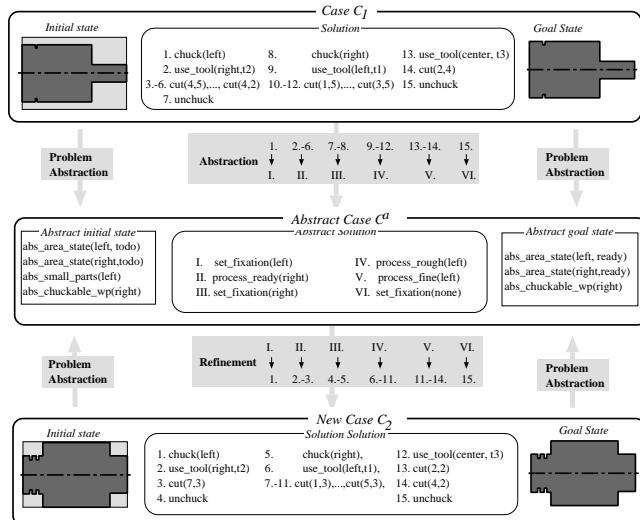 Case C1
Initial state
Solution
Goal State
1. chuck(left) 8. chuck(right) 13. use_tool(center, t3)
2. use_tool(right,t2) 9. use_tool(left,t1) 14. cut(2,4)
3.-6. cut(4,5),..., cut(4,2) 10.-12. cut(1,5),..., cut(3,5) 15. unchuck
7. unchuck
Problem
Abstraction
Abstraction
1. 2.-6. 7.-8. 9.-12. 13.-14. 15.
I. II. III. IV. V. VI.
Problem
Abstraction
Abstract Case Ca
Abstract initial state
abs_area_state(left, todo)
abs_area_state(right,todo)
abs_small_parts(left)
abs_chuckable_wp(right)
Abstract Solution
I. set_fixation(left) IV. process_rough(left)
II. process_ready(right) V. process_fine(left)
III. set_fixation(right) VI. set_fixation(none)
Abstract goal state
abs_area_state(left, ready)
abs_area_state(right,ready)
abs_chuckable_wp(right)
Problem
Abstraction
Refinement
I. II. III. IV. V. VI.
1. 2.-3. 4.-5. 6.-11. 11.-14. 15.
Problem
Abstraction
New Case C2
Initial state
Solution Solution
Goal State
1. chuck(left) 5. chuck(right), 12. use_tool(center, t3)
2. use_tool(right,t2) 6. use_tool(left,t1), 13. cut(2,2)
3. cut(7,3) 7.-11. cut(1,3),...,cut(5,3), 14. cut(4,2)
4. unchuck 15. unchuck